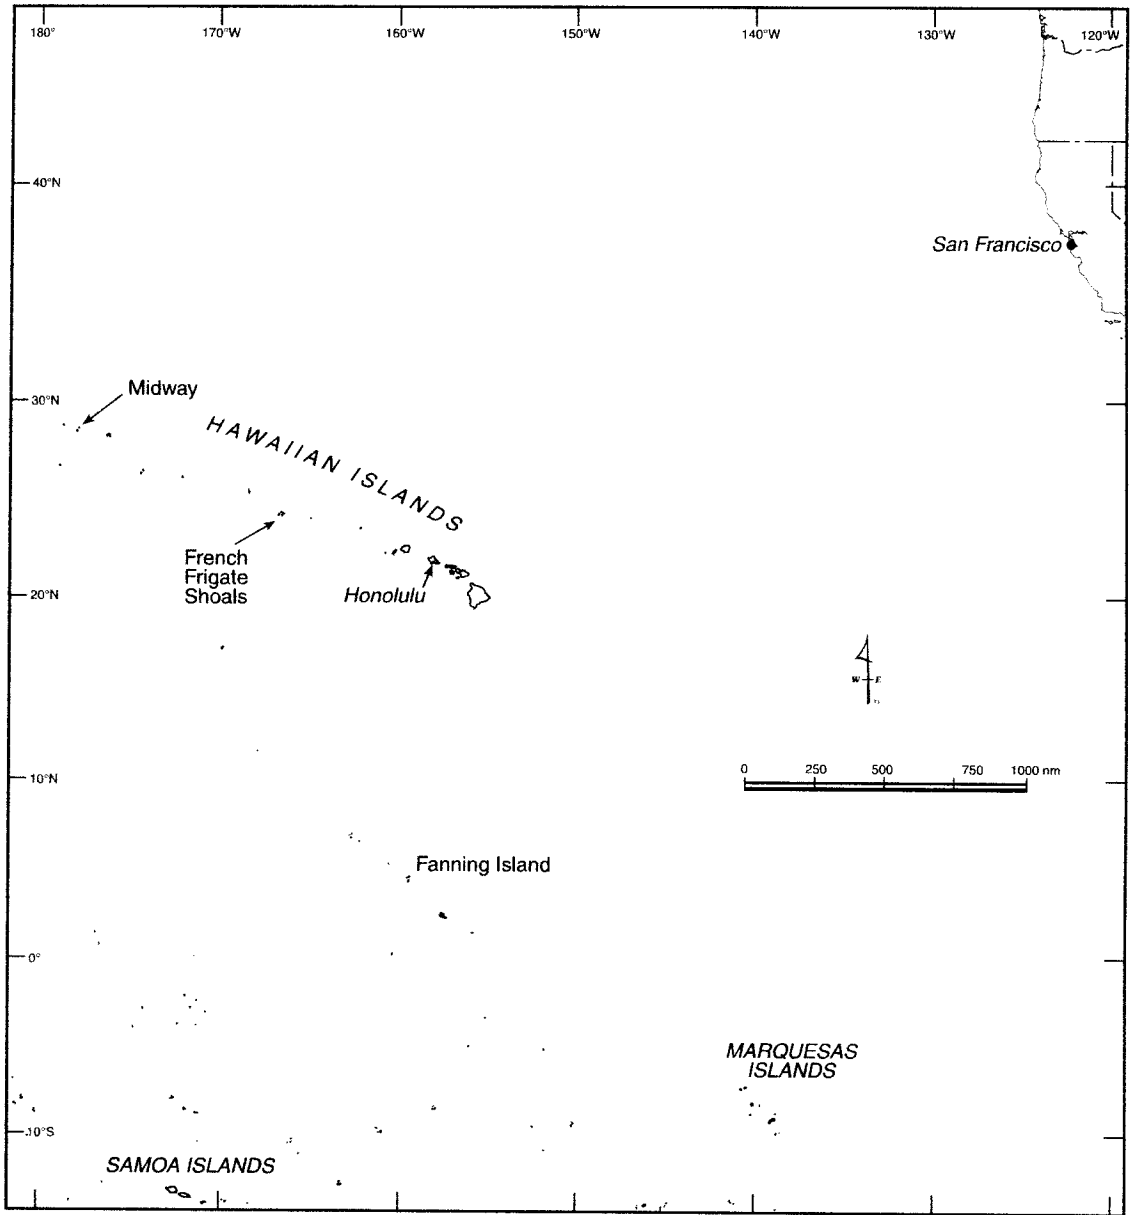 180° 170°W 160°W 150°W 140°W 130°W 120°W
40°N
San Francisco
Midway
30°N
HAWAIIAN ISLANDS
French
Frigate
Shoals
Honolulu
20°N
W E
0 250 500 750 1000 nm
10°N
Fanning Island
0°
MARQUESAS
ISLANDS
10°S
SAMOA ISLANDS